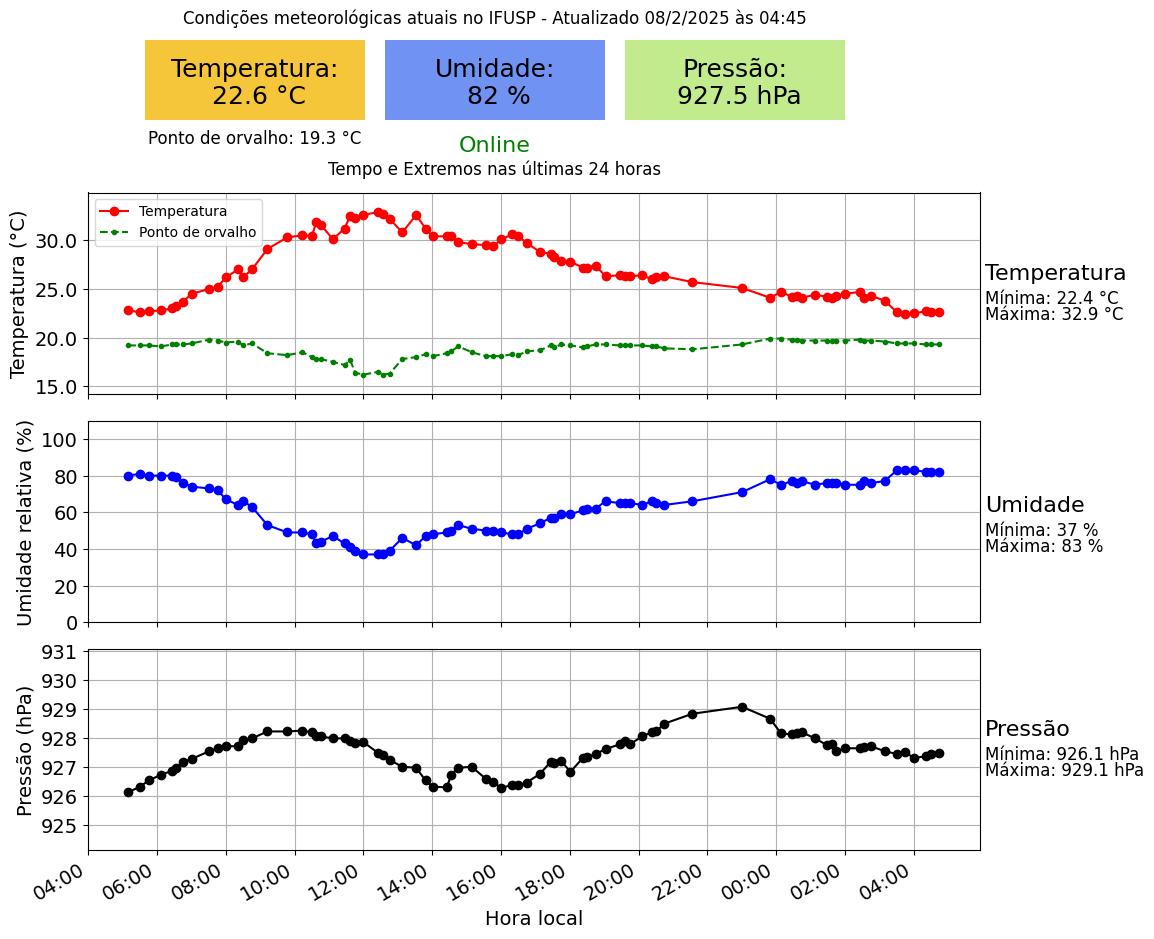 Condições meteorológicas atuais no IFUSP - Atualizado 08/2/2025 às 04:45
Temperatura:
22.6 °C
Umidade:
82 %
Pressão:
927.5 hPa
Ponto de orvalho: 19.3 °C
Online
Tempo e Extremos nas últimas 24 horas
Temperatura (°C)
30.0
25.0
20.0
15.0
Temperatura
Ponto de orvalho
Temperatura
Mínima: 22.4 °C
Máxima: 32.9 °C
Umidade relativa (%)
100
80
60
40
20
0
Umidade
Mínima: 37 %
Máxima: 83 %
Pressão (hPa)
931
930
929
928
927
926
925
Pressão
Mínima: 926.1 hPa
Máxima: 929.1 hPa
04:00
06:00
08:00
10:00
12:00
14:00
16:00
18:00
20:00
22:00
00:00
02:00
04:00
Hora local